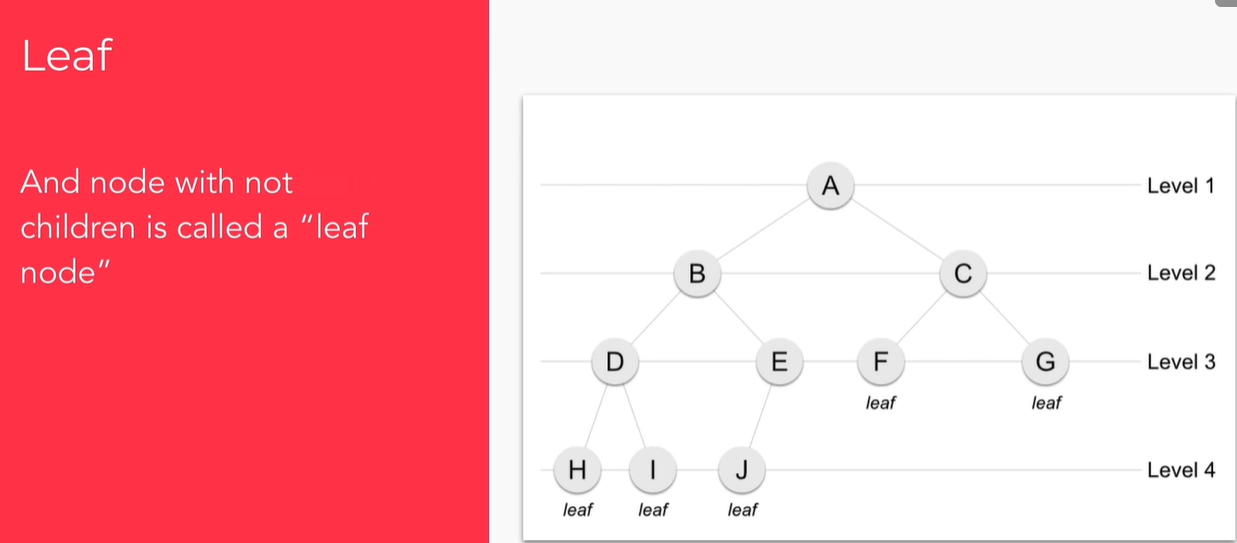 Leaf
And node with not
children is called a “leaf
node”
A
Level 1
B
C
Level 2
D
E
F
G
Level 3
leaf
leaf
H
I
J
Level 4
leaf
leaf
leaf